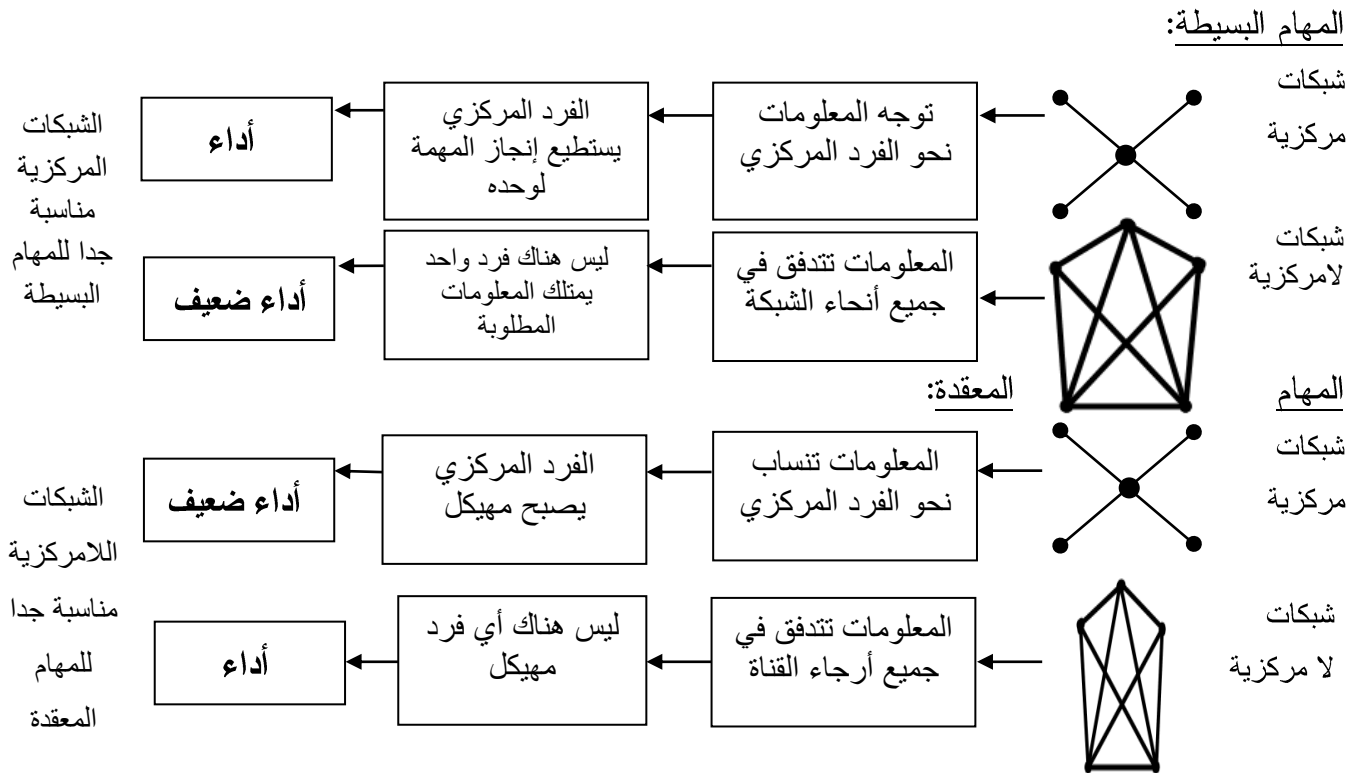 المهام البسيطة:
شبكات
مركزية
توجه المعلومات
نحو الفرد المركزي
الفرد المركزي
يستطيع إنجاز المهمة
لوحده
أداء
الشبكات
المركزية
مناسبة
جدا للمهام
البسيطة
شبكات
لامركزية
المعلومات تتدفق في
جميع أنحاء الشبكة
ليس هناك فرد واحد
يمتلك المعلومات
المطلوبة
أداء ضعيف
المهام المعقدة:
شبكات
مركزية
المعلومات تنساب
نحو الفرد المركزي
الفرد المركزي
يصبح مهيكل
أداء ضعيف
الشبكات
اللامركزية
مناسبة جدا
للمهام
المعقدة
شبكات
لا مركزية
المعلومات تتدفق في
جميع أرجاء القناة
ليس هناك أي فرد
مهيكل
أداء